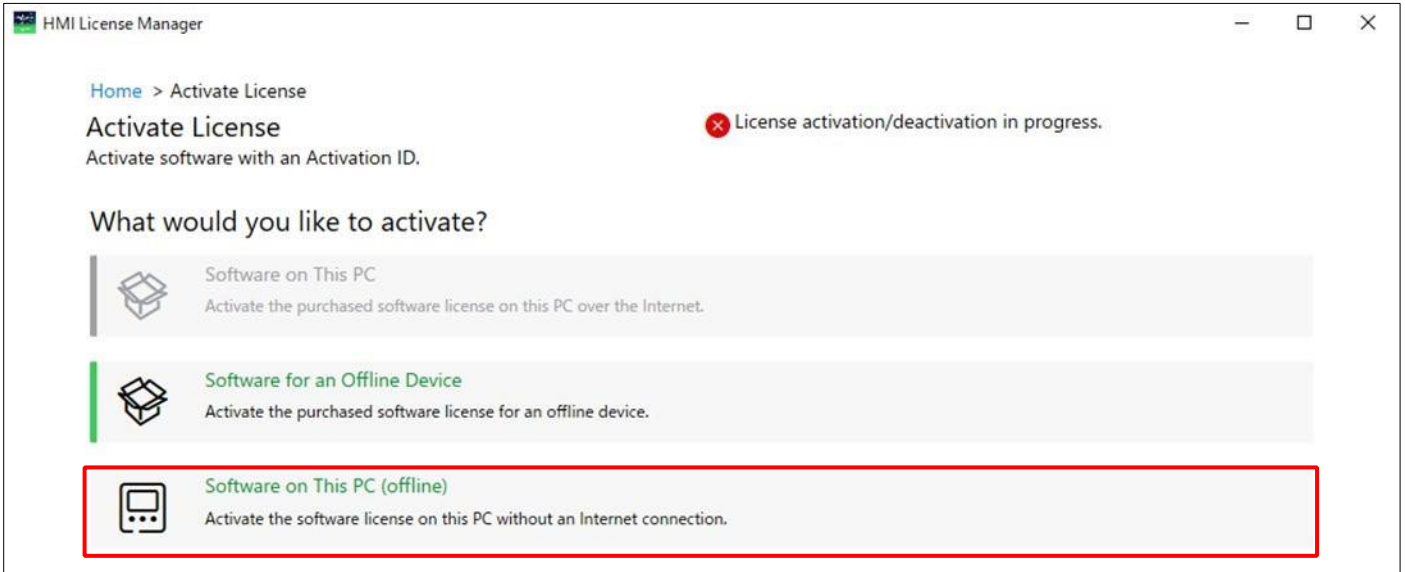 HMI License Manager
Home > Activate License
Activate License
License activation/deactivation in progress.
Activate software with an Activation ID.
What would you like to activate?
Software on This PC
Activate the purchased software license on this PC over the Internet.
Software for an Offline Device
Activate the purchased software license for an offline device.
Software on This PC (offline)
Activate the software license on this PC without an Internet connection.